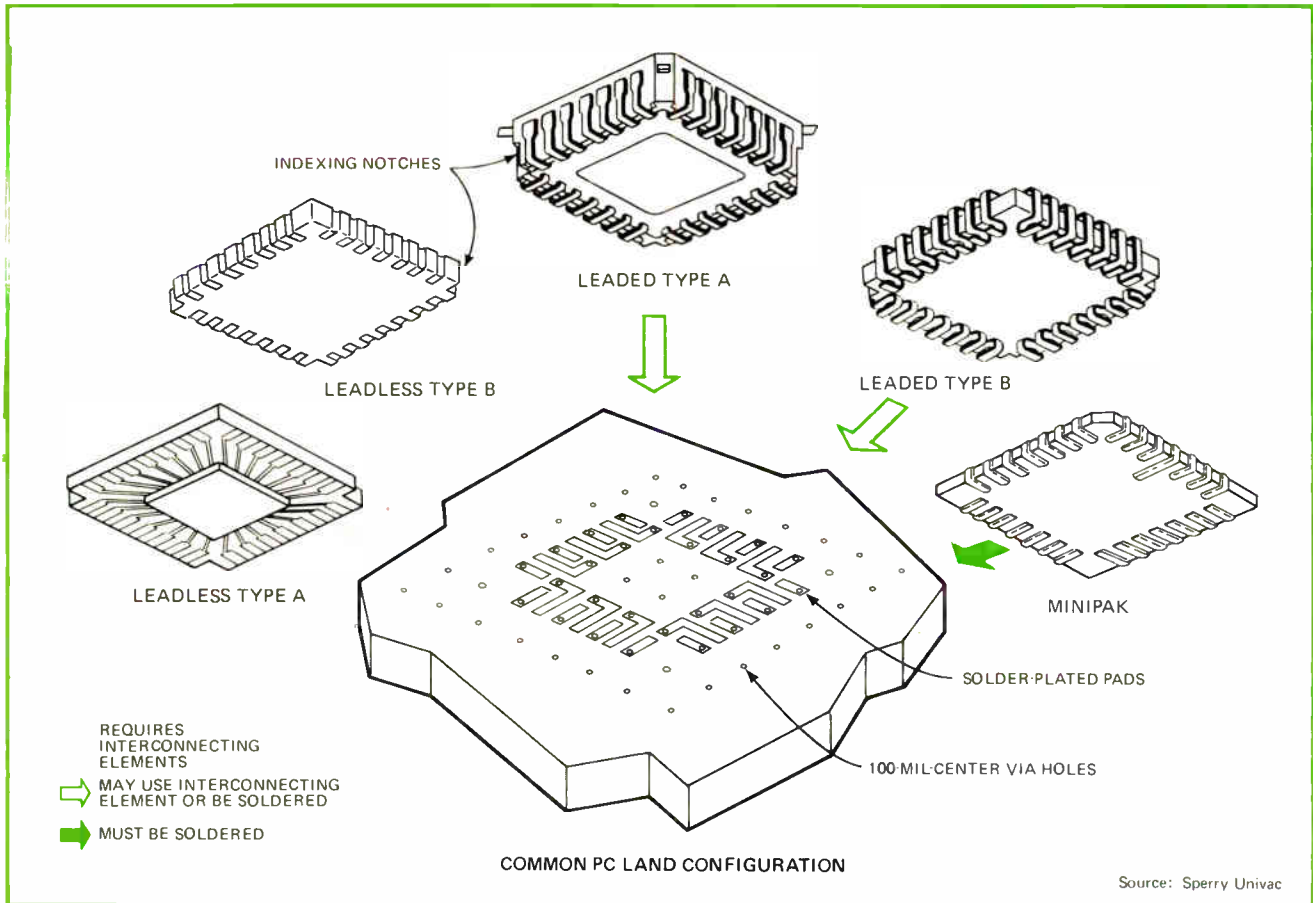 INDEXING NOTCHES
LEADED TYPE A
LEADLESS TYPE B
LEADED TYPE B
LEADLESS TYPE A
MINIPAK
SOLDER-PLATED PADS
100-MIL-CENTER VIA HOLES
REQUIRES
INTERCONNECTING
ELEMENTS
MAY USE INTERCONNECTING
ELEMENT OR BE SOLDERED
MUST BE SOLDERED
COMMON PC LAND CONFIGURATION
Source: Sperry Univac